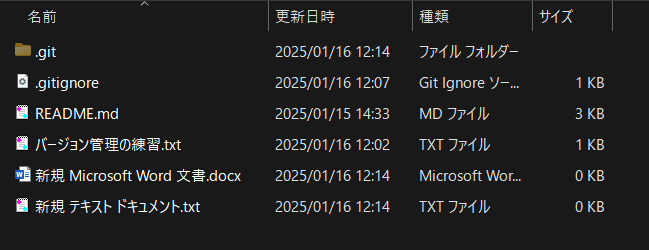 名前 更新日時 種類 サイズ
.git 2025/01/16 12:14 ファイル フォルダー
.gitignore 2025/01/16 12:07 Git Ignore ソー... 1 KB
README.md 2025/01/15 14:33 MD ファイル 3 KB
バージョン管理の練習.txt 2025/01/16 12:02 TXT ファイル 1 KB
新規 Microsoft Word 文書.docx 2025/01/16 12:14 Microsoft Wor... 0 KB
新規 テキスト ドキュメント.txt 2025/01/16 12:14 TXT ファイル 0 KB